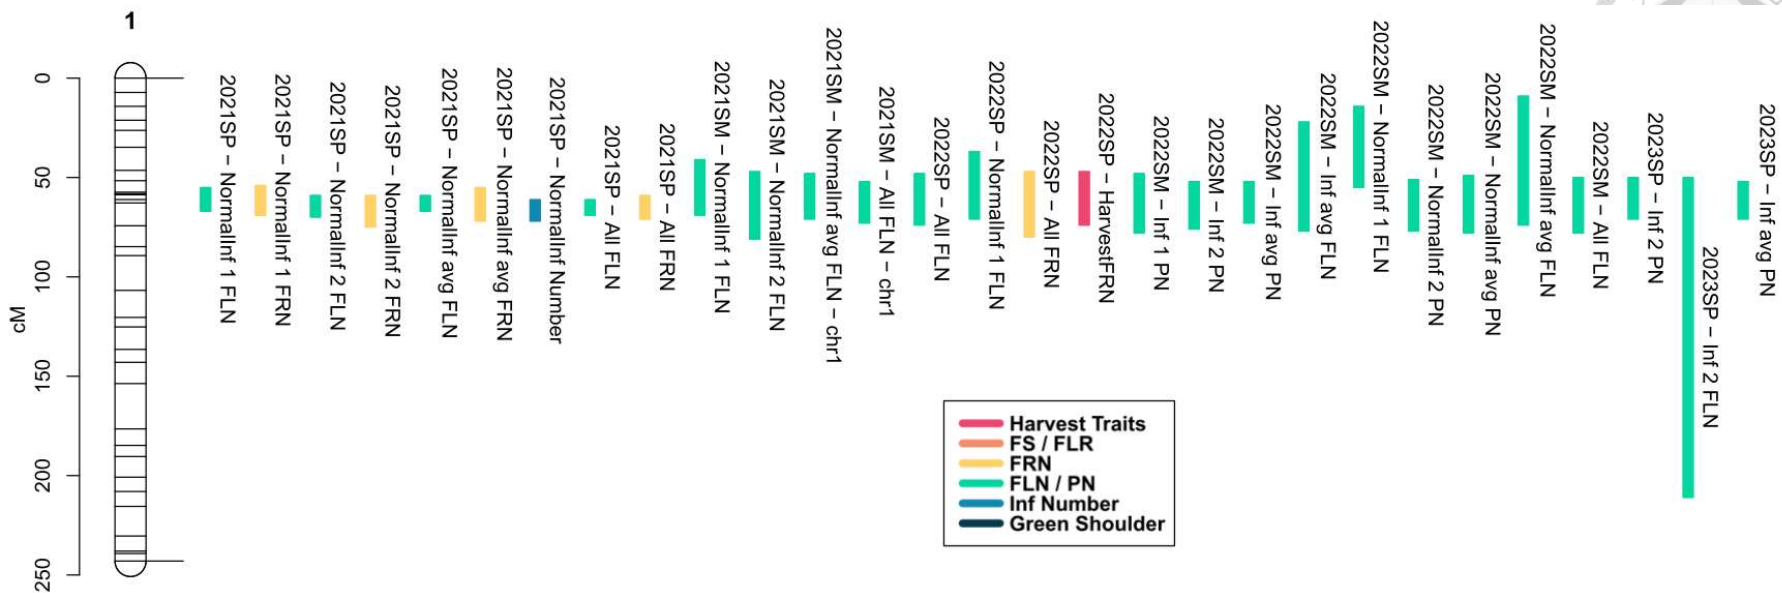 1
0
50
100
150
200
250
cM
2021SP – NormalInf 1 FLN
2021SP – NormalInf 1 FRN
2021SP – NormalInf 2 FLN
2021SP – NormalInf 2 FRN
2021SP – NormalInf avg FLN
2021SP – NormalInf avg FRN
2021SP – NormalInf Number
2021SP – All FLN
2021SP – All FRN
2021SM – NormalInf 1 FLN
2021SM – NormalInf 2 FLN
2021SM – NormalInf avg FLN – chr1
2021SM – All FLN – chr1
2022SP – All FLN
2022SP – NormalInf 1 FLN
2022SP – All FRN
2022SP – HarvestFRN
2022SM – Inf 1 PN
2022SM – Inf 2 PN
2022SM – Inf avg PN
2022SM – Inf avg FLN
2022SM – NormalInf 1 FLN
2022SM – NormalInf 2 PN
2022SM – NormalInf avg PN
2022SM – NormalInf avg FLN
2022SM – All FLN
2023SP – Inf 2 PN
2023SP – Inf 2 FLN
2023SP – Inf avg PN
Harvest Traits
FS / FLR
FRN
FLN / PN
Inf Number
Green Shoulder